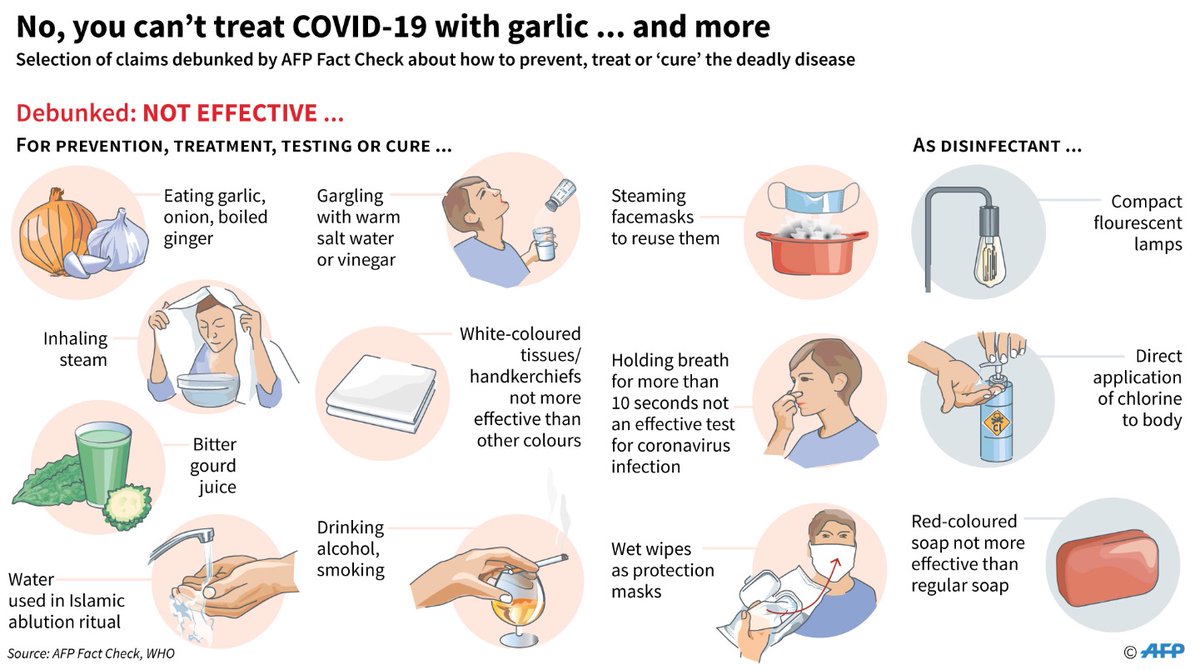 No, you can’t treat COVID-19 with garlic ... and more
Selection of claims debunked by AFP Fact Check about how to prevent, treat or ‘cure’ the deadly disease
Debunked: NOT EFFECTIVE ...
FOR PREVENTION, TREATMENT, TESTING OR CURE ...
Eating garlic,
onion, boiled
ginger
Inhaling
steam
Bitter
gourd
juice
Water
used in Islamic
ablution ritual
Gargling
with warm
salt water
or vinegar
White-coloured
tissues/
handkerchiefs
not more
effective than
other colours
Drinking
alcohol,
smoking
Steaming
facemasks
to reuse them
Holding breath
for more than
10 seconds not
an effective test
for coronavirus
infection
Wet wipes
as protection
masks
AS DISINFECTANT ...
Compact
flourescent
lamps
Direct
application
of chlorine
to body
Cl
Red-coloured
soap not more
effective than
regular soap
Source: AFP Fact Check, WHO
© AFP